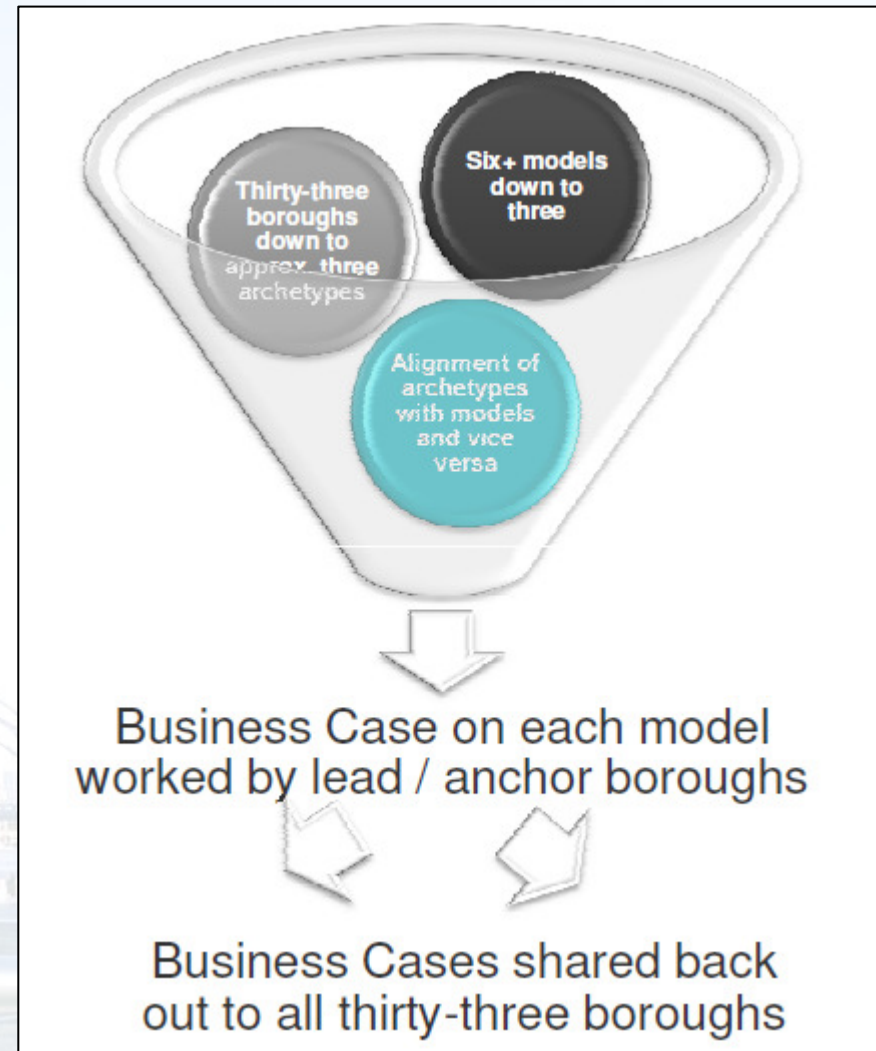 Thirty-three
boroughs
down to
approx. three
archetypes
Six+ models
down to
three
Alignment of
archetypes
with models
and vice
versa
Business Case on each model
worked by lead / anchor boroughs
Business Cases shared back
out to all thirty-three boroughs